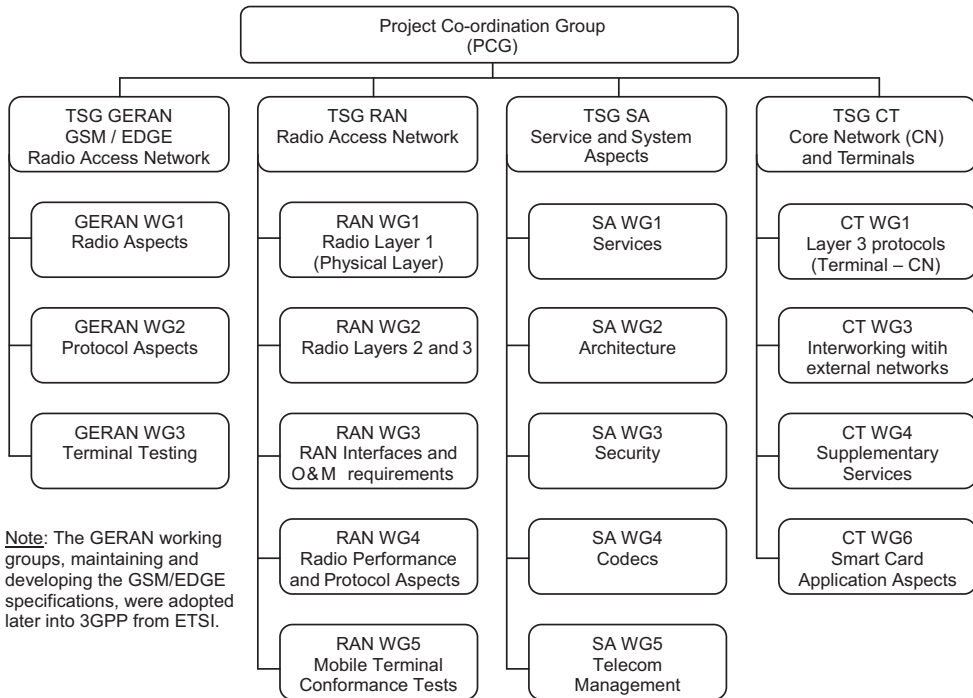 Project Co-ordination Group
(PCG)
TSG GERAN
GSM / EDGE
Radio Access Network
TSG RAN
Radio Access Network
TSG SA
Service and System
Aspects
TSG CT
Core Network (CN)
and Terminals
GERAN WG1
Radio Aspects
GERAN WG2
Protocol Aspects
GERAN WG3
Terminal Testing
RAN WG1
Radio Layer 1
(Physical Layer)
RAN WG2
Radio Layers 2 and 3
RAN WG3
RAN Interfaces and
O&M requirements
RAN WG4
Radio Performance
and Protocol Aspects
RAN WG5
Mobile Terminal
Conformance Tests
SA WG1
Services
SA WG2
Architecture
SA WG3
Security
SA WG4
Codecs
SA WG5
Telecom
Management
CT WG1
Layer 3 protocols
(Terminal – CN)
CT WG3
Interworking witih
external networks
CT WG4
Supplementary
Services
CT WG6
Smart Card
Application Aspects
Note: The GERAN working
groups, maintaining and
developing the GSM/EDGE
specifications, were adopted
later into 3GPP from ETSI.